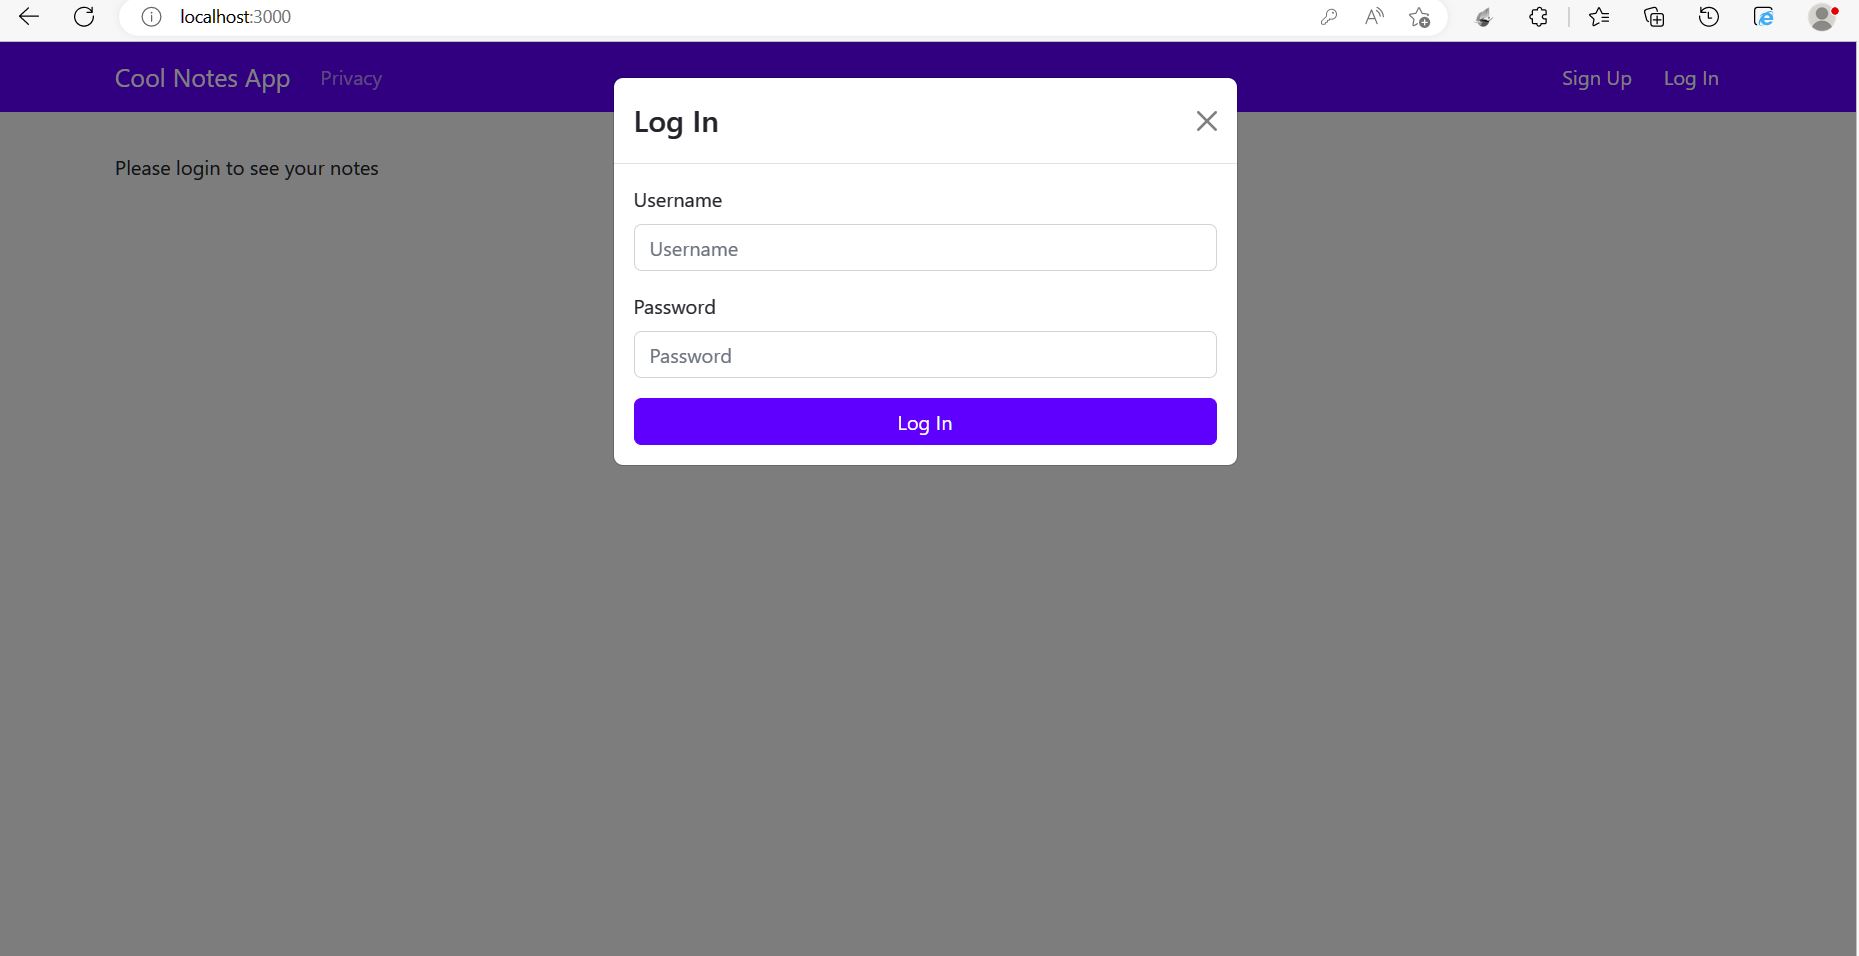 localhost:3000
Cool Notes App Privacy Sign Up Log In
Log In
Please login to see your notes
Username
Username
Password
Password
Log In